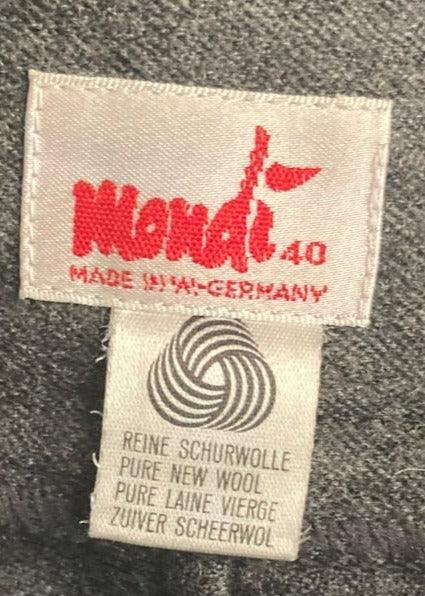 Mondi 40
MADE IN W.-GERMANY
REINE SCHURWOLLE
PURE NEW WOOL
PURE LAINE VIERGE
ZUIVER SCHEERWOL